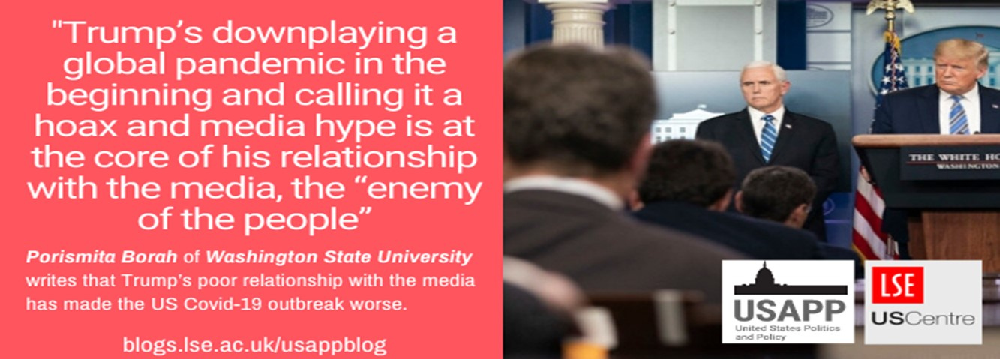 "Trump’s downplaying a
global pandemic in the
beginning and calling it a
hoax and media hype is at
the core of his relationship
with the media, the “enemy
of the people”
Porismita Borah of Washington State University
writes that Trump's poor relationship with the media
has made the US Covid-19 outbreak worse.
blogs.lse.ac.uk/usappblog
THE WHITE HO
WASHINGTON
USAPP
United States Politics
and Policy
LSE
USCentre